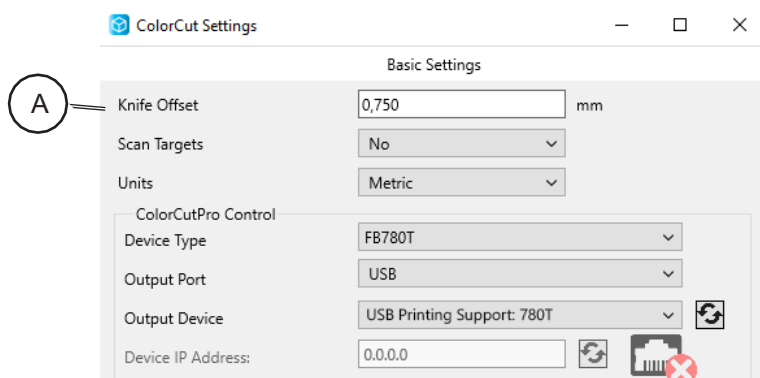 ColorCut Settings
Basic Settings
A
Knife Offset 0,750 mm
Scan Targets No
Units Metric
ColorCutPro Control
Device Type FB780T
Output Port USB
Output Device USB Printing Support: 780T
Device IP Address: 0.0.0.0